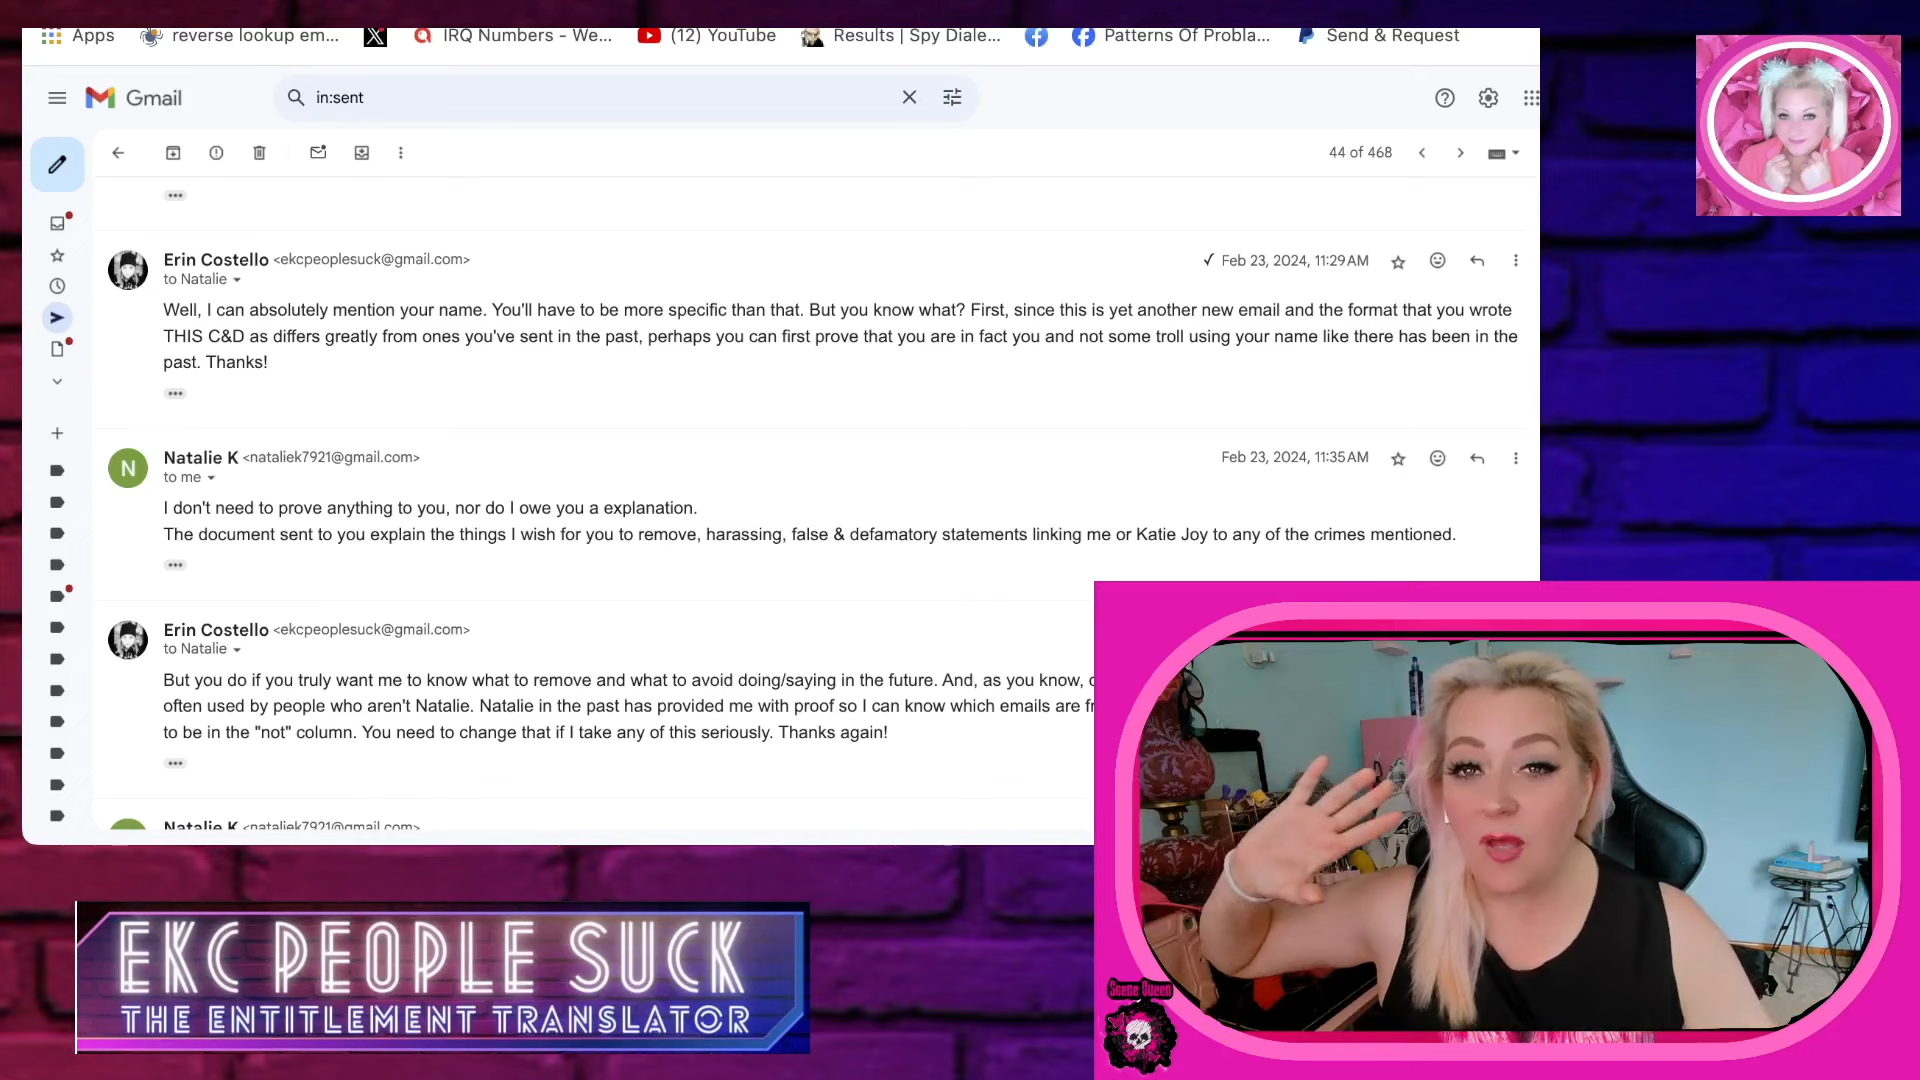 Apps reverse lookup em... IRQ Numbers - We... (12) YouTube Results | Spy Diale... Patterns Of Probla... Send & Request
Gmail in:sent
44 of 468
Erin Costello <ekcpeoplesuck@gmail.com> Feb 23, 2024, 11:29 AM
to Natalie
Well, I can absolutely mention your name. You'll have to be more specific than that. But you know what? First, since this is yet another new email and the format that you wrote
THIS C&D as differs greatly from ones you've sent in the past, perhaps you can first prove that you are in fact you and not some troll using your name like there has been in the
past. Thanks!
N
Natalie K <nataliek7921@gmail.com> Feb 23, 2024, 11:35 AM
to me
I don't need to prove anything to you, nor do I owe you a explanation.
The document sent to you explain the things I wish for you to remove, harassing, false & defamatory statements linking me or Katie Joy to any of the crimes mentioned.
Erin Costello <ekcpeoplesuck@gmail.com>
to Natalie
But you do if you truly want me to know what to remove and what to avoid doing/saying in the future. And, as you know,
often used by people who aren't Natalie. Natalie in the past has provided me with proof so I can know which emails are
to be in the "not" column. You need to change that if I take any of this seriously. Thanks again!
Natalie K <nataliek7921@gmail.com>
EKC PEOPLE SUCK
THE ENTITLEMENT TRANSLATOR
Scene Queen